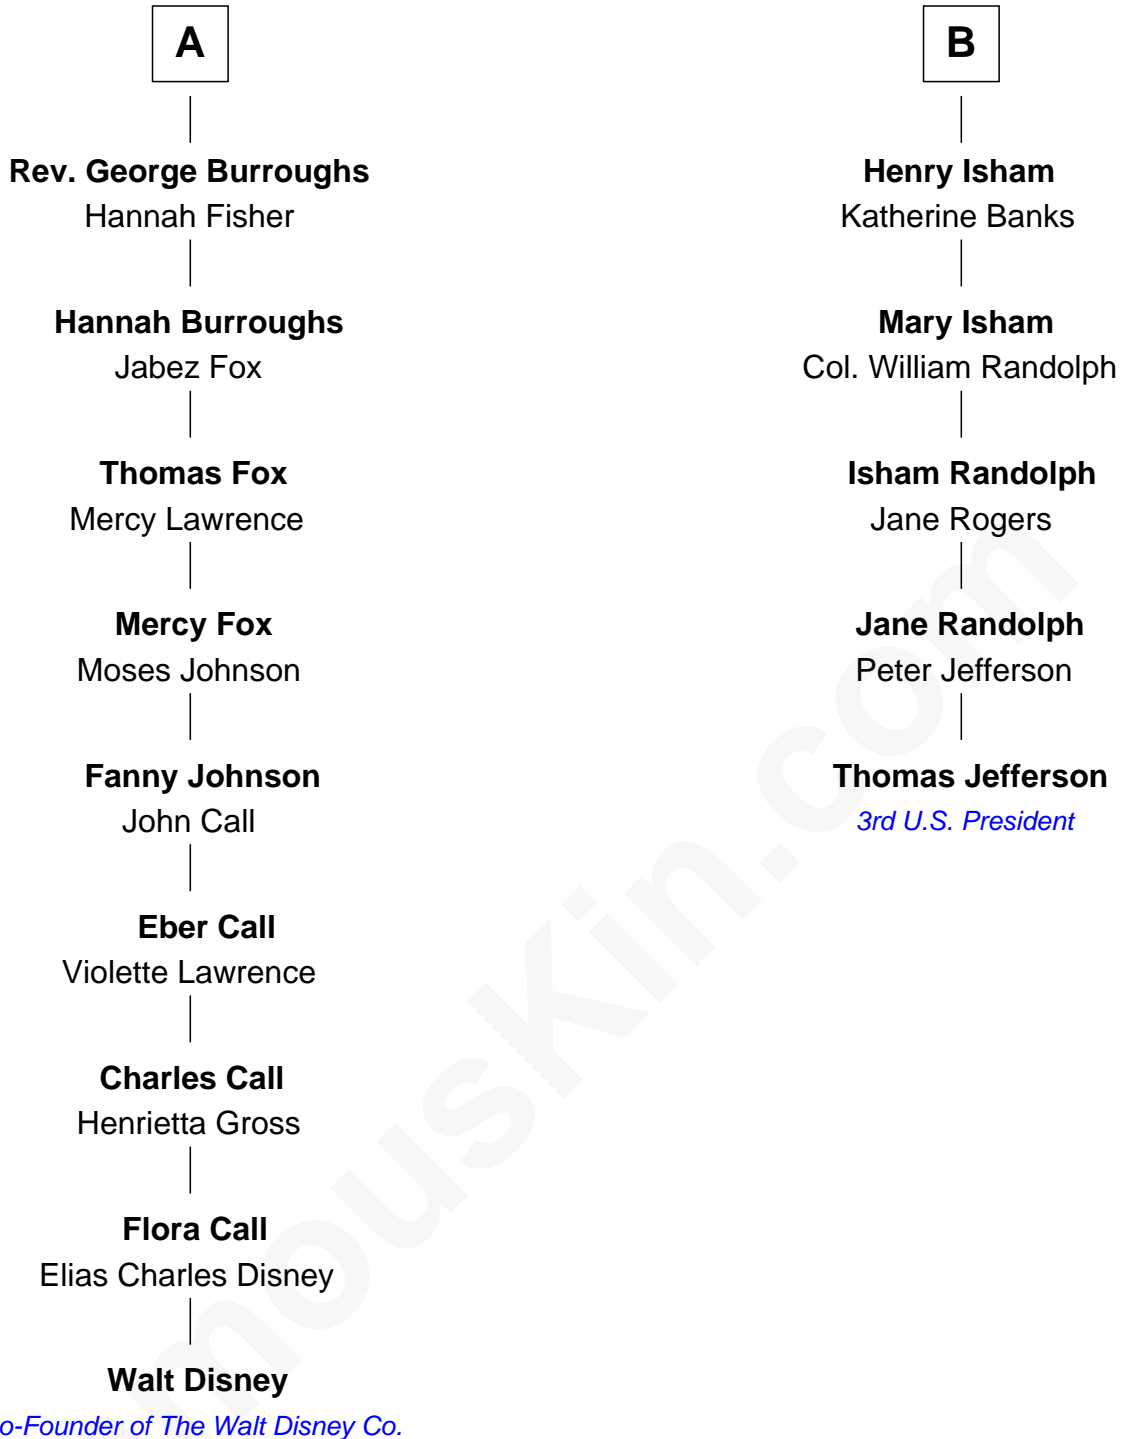 A
Rev. George Burroughs
Hannah Fisher
Hannah Burroughs
Jabez Fox
Thomas Fox
Mercy Lawrence
Mercy Fox
Moses Johnson
Fanny Johnson
John Call
Eber Call
Violette Lawrence
Charles Call
Henrietta Gross
Flora Call
Elias Charles Disney
Walt Disney
o-Founder of The Walt Disney Co.
B
Henry Isham
Katherine Banks
Mary Isham
Col. William Randolph
Isham Randolph
Jane Rogers
Jane Randolph
Peter Jefferson
Thomas Jefferson
3rd U.S. President
mouskin.com